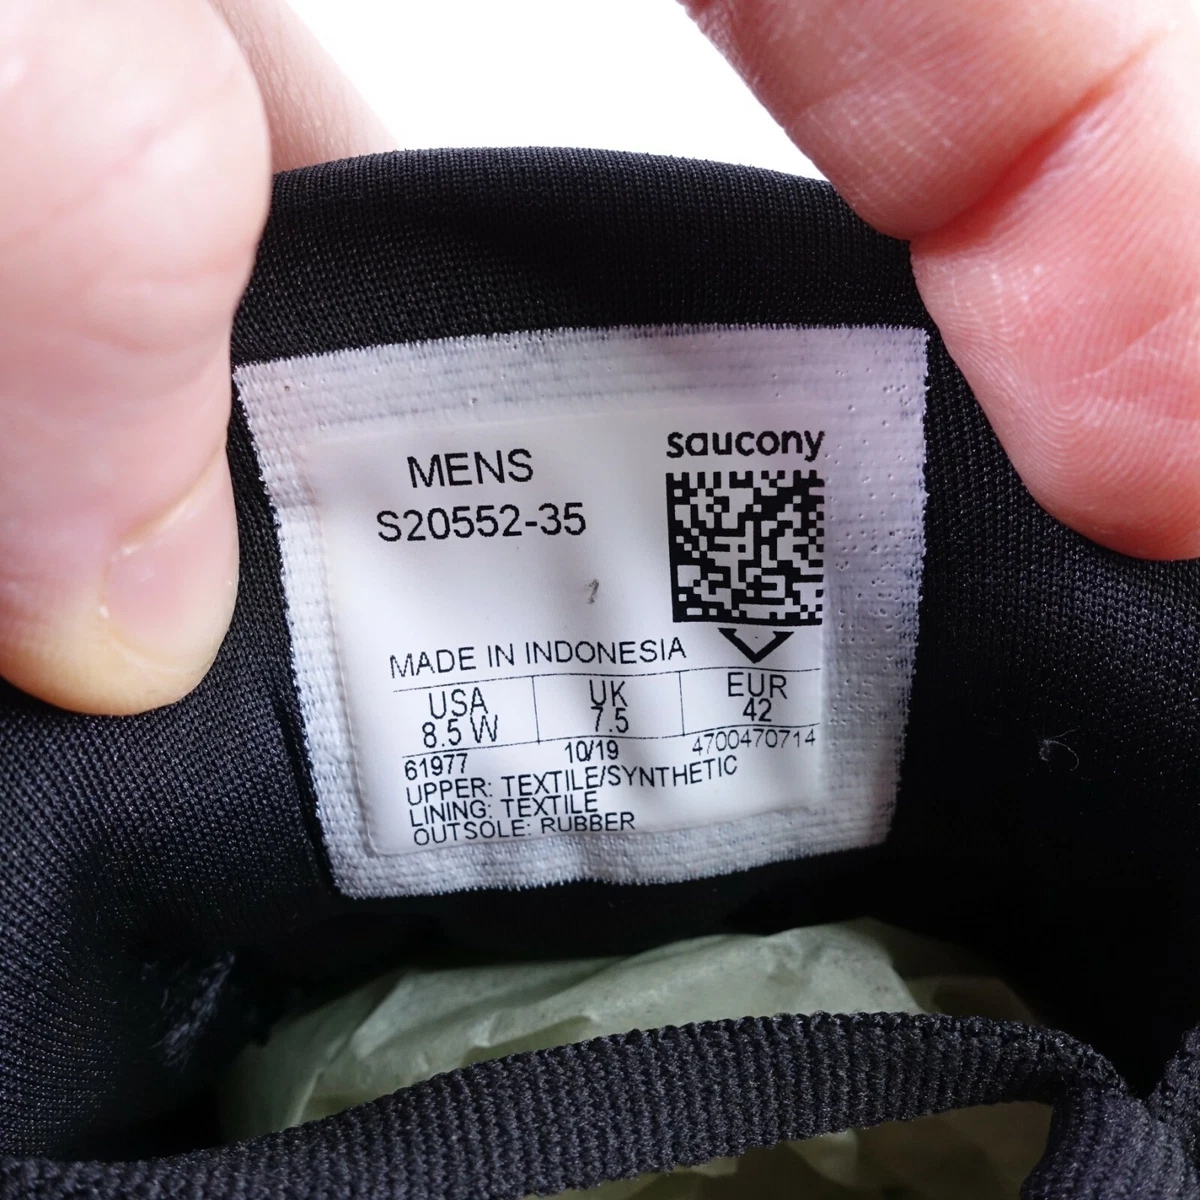 saucony
MENS
S20552-35
MADE IN INDONESIA
USA UK EUR
8.5 W 7.5 42
61977 10/19 4700470714
UPPER: TEXTILE/SYNTHETIC
LINING: TEXTILE
OUTSOLE: RUBBER